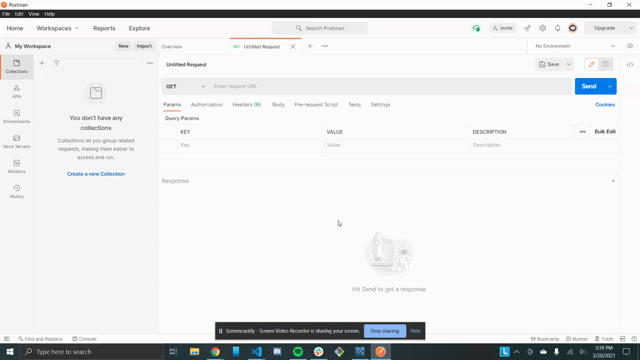 Postman
File Edit View Help
Home Workspaces Reports Explore Search Postman Invite Upgrade
My Workspace New Import Overview GET Untitled Request No Environment
Untitled Request Save
Collections
APIs
Environments
Mock Servers
Monitors
History
You don't have any
collections
Collections let you group related
requests, making them easier to
access and run.
Create a new Collection
GET Enter request URL Send
Params Authorization Headers (6) Body Pre-request Script Tests Settings Cookies
Query Params
KEY VALUE DESCRIPTION Bulk Edit
Key Value Description
Response
Hit Send to get a response
Screencastify - Screen Video Recorder is sharing your screen. Stop sharing Hide
Find and Replace Console Bootcamp Runner Trash
Type here to search
3:39 PM
3/20/2021